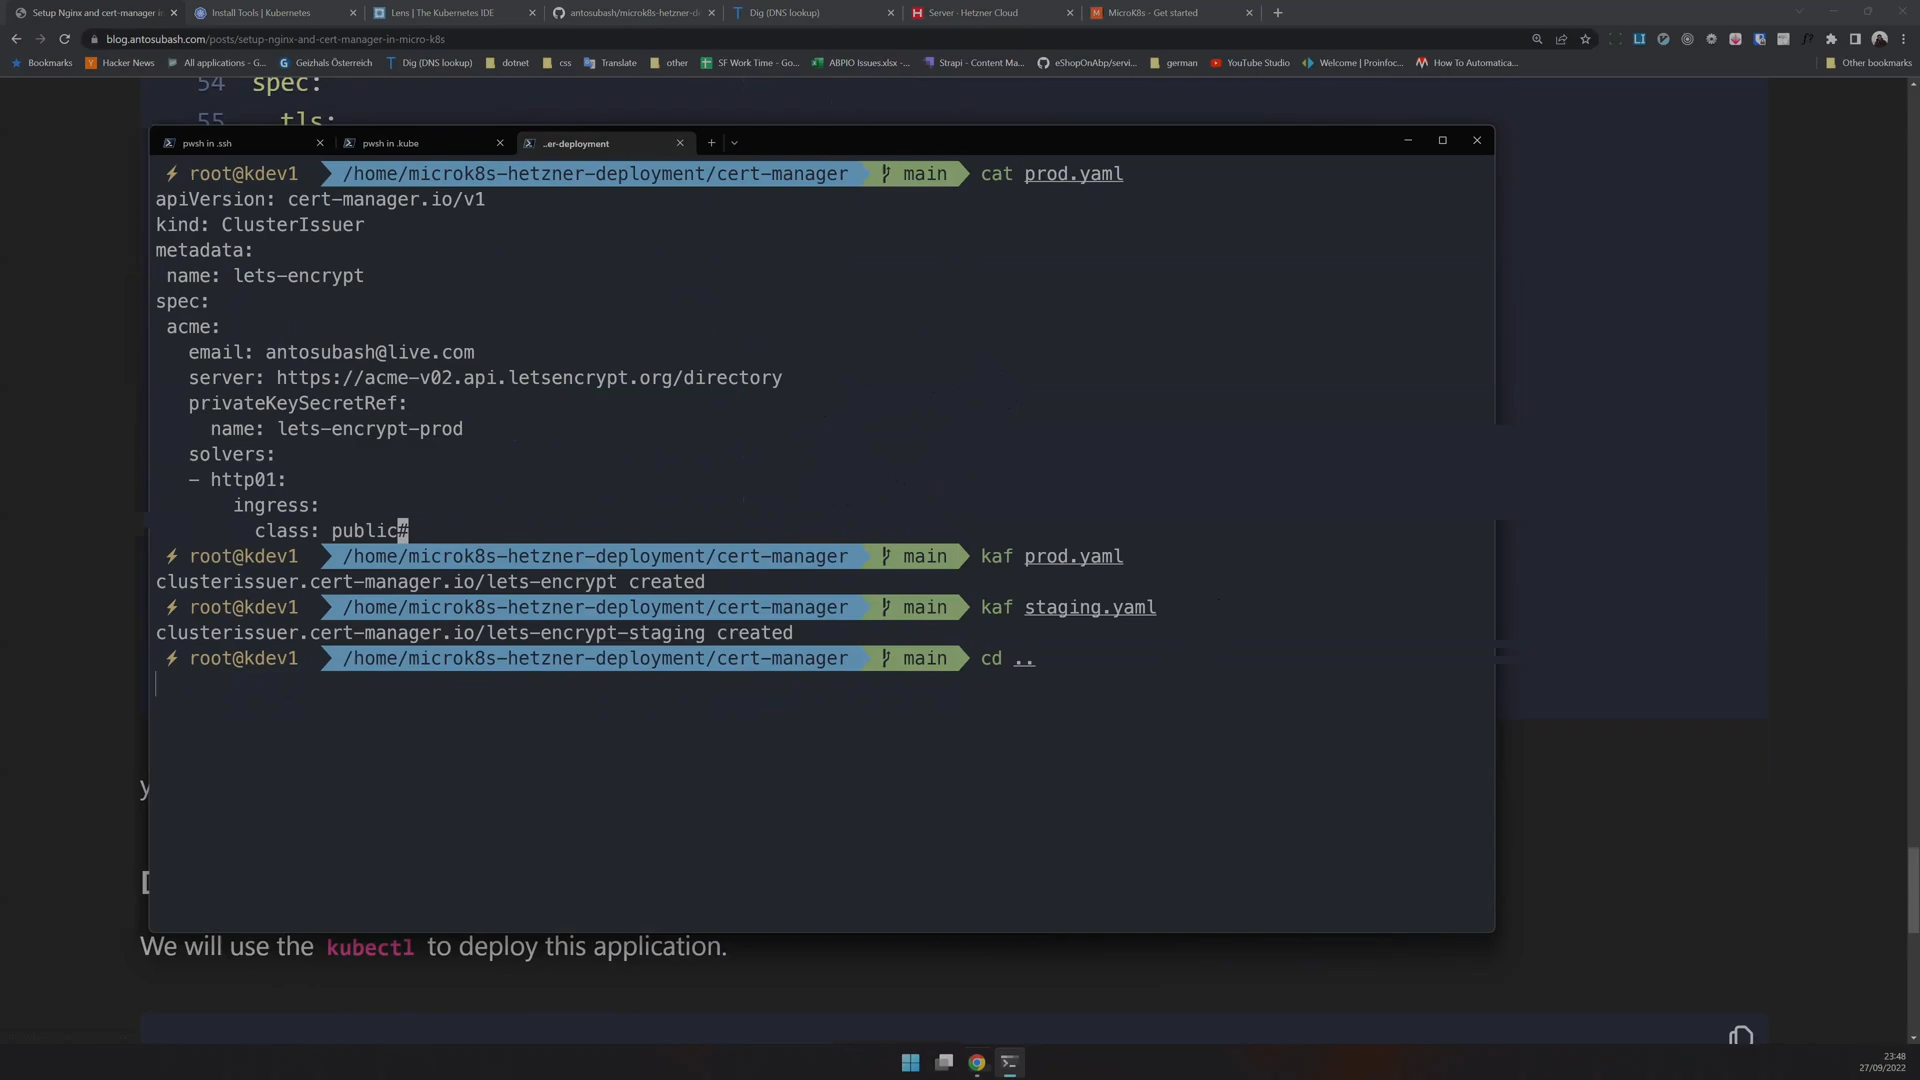 Setup Nginx and cert-manager in
Install Tools | Kubernetes
Lens | The Kubernetes IDE
antosubash/microk8s-hetzner-de
Dig (DNS lookup)
Server · Hetzner Cloud
MicroK8s - Get started
blog.antosubash.com/posts/setup-nginx-and-cert-manager-in-micro-k8s
Bookmarks
Hacker News
All applications - G...
Geizhals Österreich
Dig (DNS lookup)
dotnet
css
Translate
other
SF Work Time - Go...
ABPIO Issues.xlsx -...
Strapi - Content Ma...
eShopOnAbp/servi...
german
YouTube Studio
Welcome | Proinfoc...
How To Automatica...
Other bookmarks
54 spec:
55 tls:
pwsh in .ssh
pwsh in .kube
..er-deployment
root@kdev1 /home/microk8s-hetzner-deployment/cert-manager main cat prod.yaml
apiVersion: cert-manager.io/v1
kind: ClusterIssuer
metadata:
name: lets-encrypt
spec:
acme:
email: antosubash@live.com
server: https://acme-v02.api.letsencrypt.org/directory
privateKeySecretRef:
name: lets-encrypt-prod
solvers:
- http01:
ingress:
class: public#
root@kdev1 /home/microk8s-hetzner-deployment/cert-manager main kaf prod.yaml
clusterissuer.cert-manager.io/lets-encrypt created
root@kdev1 /home/microk8s-hetzner-deployment/cert-manager main kaf staging.yaml
clusterissuer.cert-manager.io/lets-encrypt-staging created
root@kdev1 /home/microk8s-hetzner-deployment/cert-manager main cd ..
We will use the kubectl to deploy this application.
23:48
27/09/2022